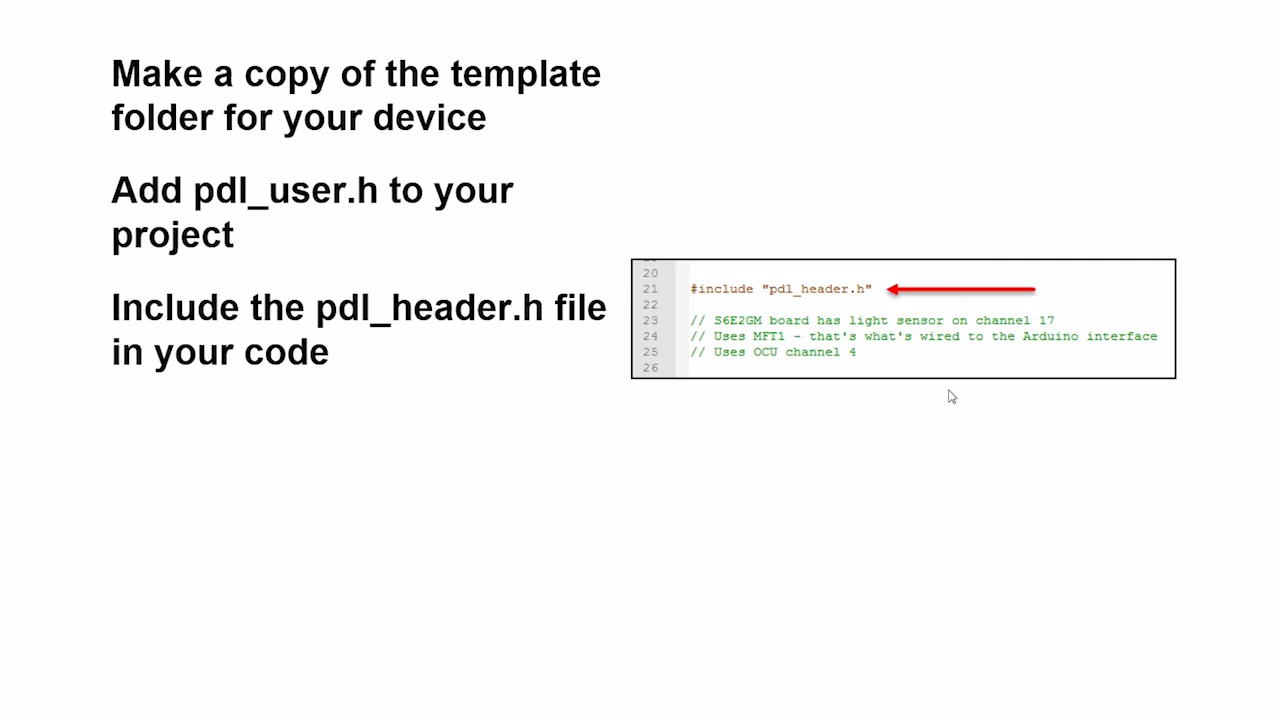 Make a copy of the template
folder for your device
Add pdl_user.h to your
project
Include the pdl_header.h file
in your code
20
21 #include "pdl_header.h"
22
23 // S6E2GM board has light sensor on channel 17
24 // Uses MFT1 - that's what's wired to the Arduino interface
25 // Uses OCU channel 4
26